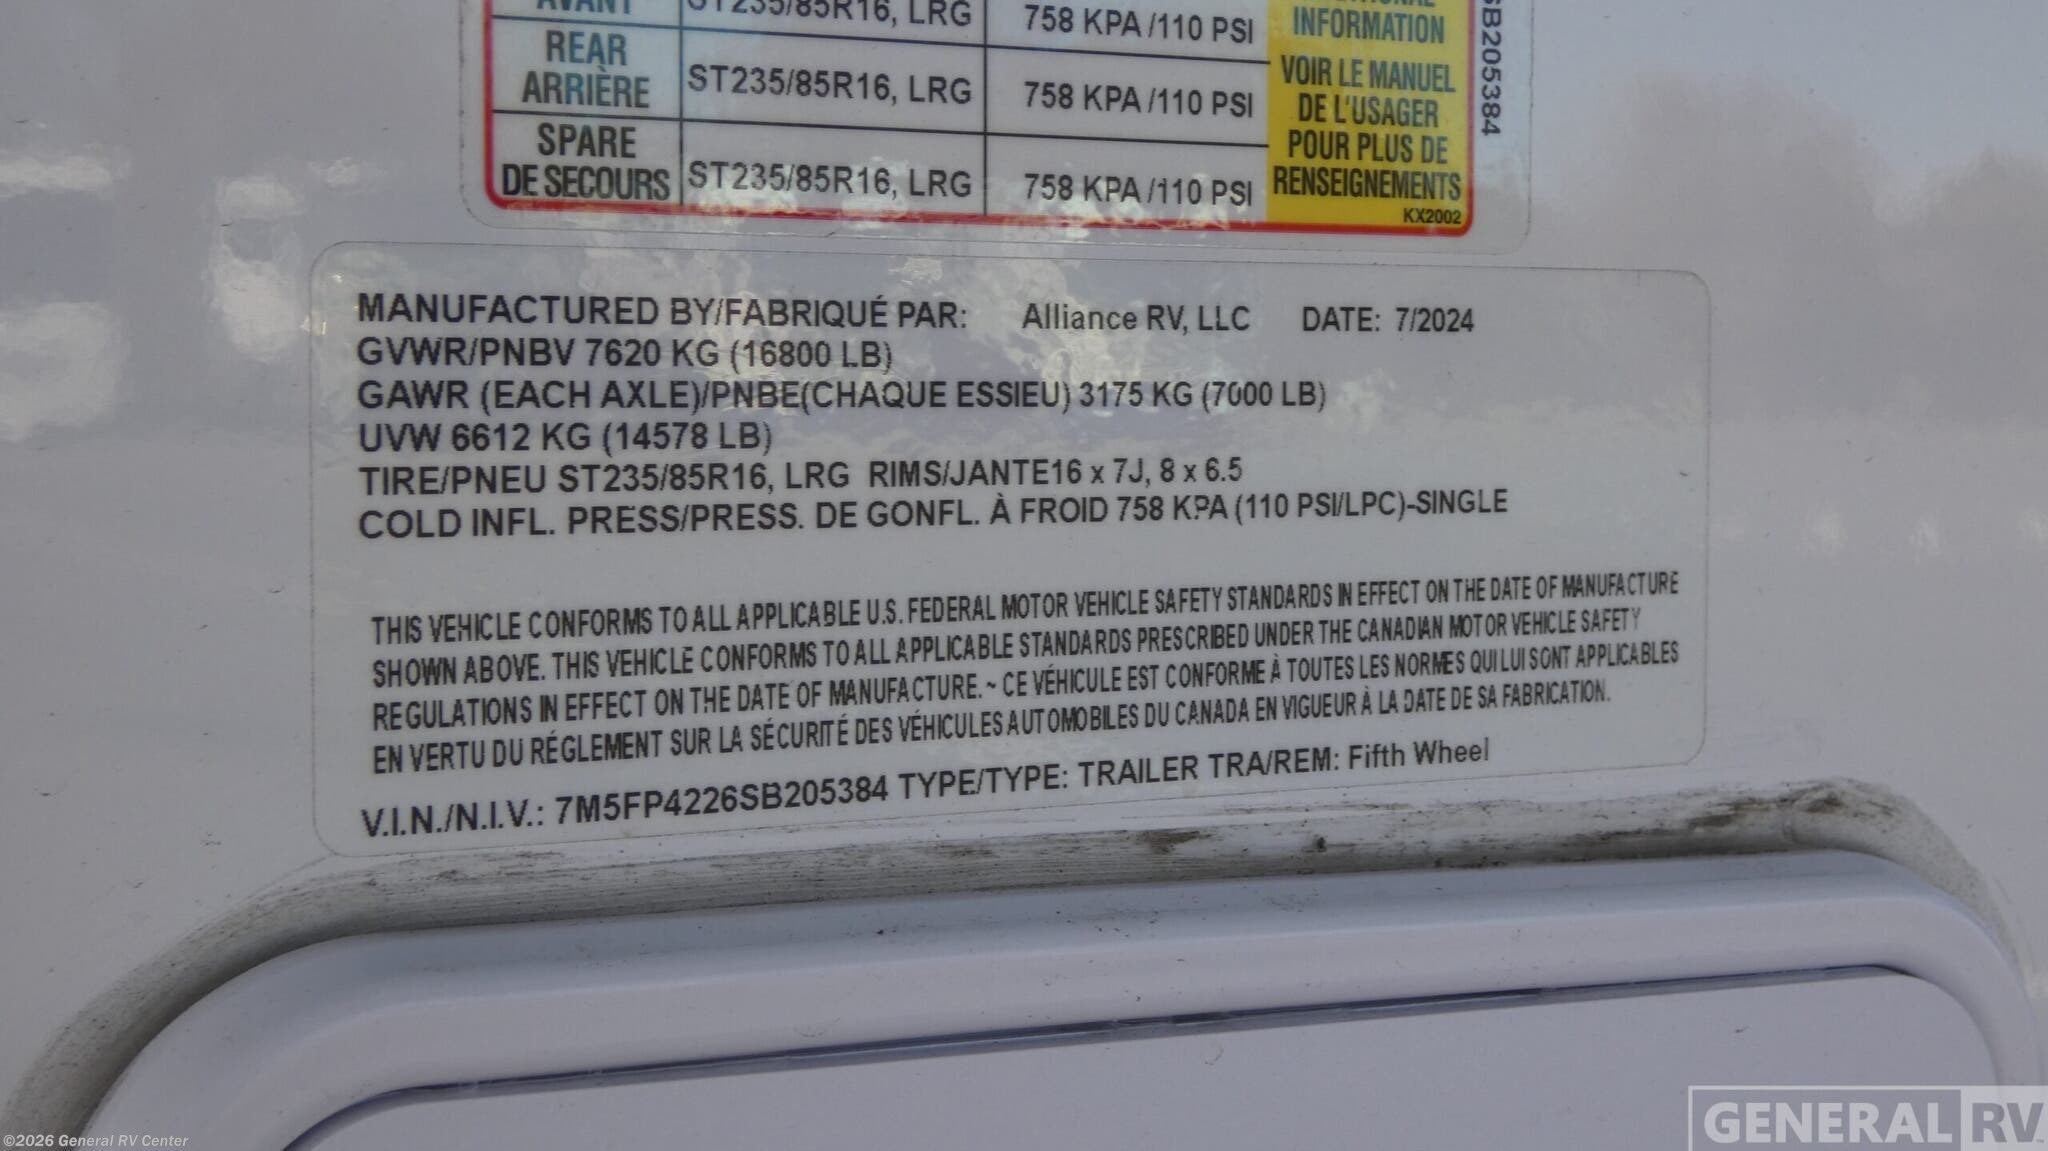 AVANT ST235/85R16, LRG 758 KPA /110 PSI
INFORMATION
REAR
ARRIÈRE ST235/85R16, LRG 758 KPA /110 PSI
VOIR LE MANUEL
DE L'USAGER
POUR PLUS DE
RENSEIGNEMENTS
SPARE
DE SECOURS ST235/85R16, LRG 758 KPA /110 PSI
KX2002
SB205384
MANUFACTURED BY/FABRIQUÉ PAR: Alliance RV, LLC DATE: 7/2024
GVWR/PNBV 7620 KG (16800 LB)
GAWR (EACH AXLE)/PNBE(CHAQUE ESSIEU) 3175 KG (7000 LB)
UVW 6612 KG (14578 LB)
TIRE/PNEU ST235/85R16, LRG RIMS/JANTE16 x 7J, 8 x 6.5
COLD INFL. PRESS/PRESS. DE GONFL. À FROID 758 KPA (110 PSI/LPC)-SINGLE
THIS VEHICLE CONFORMS TO ALL APPLICABLE U.S. FEDERAL MOTOR VEHICLE SAFETY STANDARDS IN EFFECT ON THE DATE OF MANUFACTURE
SHOWN ABOVE. THIS VEHICLE CONFORMS TO ALL APPLICABLE STANDARDS PRESCRIBED UNDER THE CANADIAN MOTOR VEHICLE SAFETY
REGULATIONS IN EFFECT ON THE DATE OF MANUFACTURE. ~ CE VÉHICULE EST CONFORME À TOUTES LES NORMES QUI LUI SONT APPLICABLES
EN VERTU DU RÉGLEMENT SUR LA SÉCURITÉ DES VÉHICULES AUTOMOBILES DU CANADA EN VIGUEUR À LA DATE DE SA FABRICATION.
V.I.N./N.I.V.: 7M5FP4226SB205384 TYPE/TYPE: TRAILER TRA/REM: Fifth Wheel
©2026 General RV Center
GENERAL RV